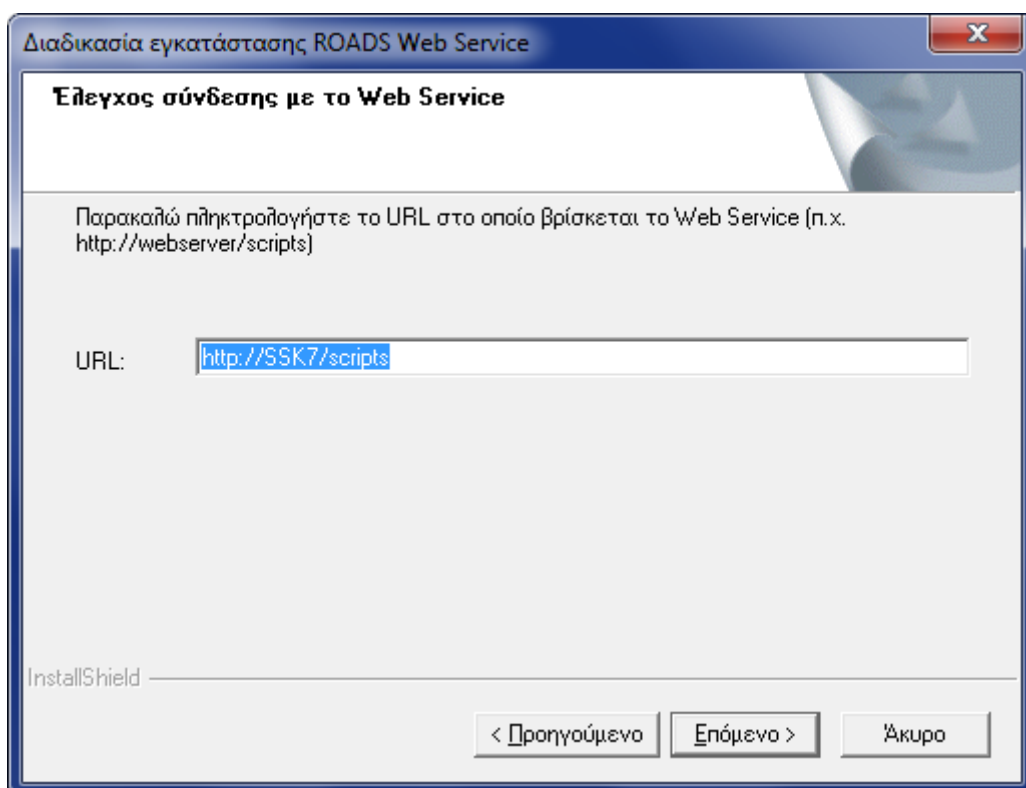 Διαδικασία εγκατάστασης ROADS Web Service
Έλεγχος σύνδεσης με το Web Service
Παρακαλώ πληκτρολογήστε το URL στο οποίο βρίσκεται το Web Service (π.χ.
http://webserver/scripts)
URL:
http://SSK7/scripts
InstallShield
< Προηγούμενο
Επόμενο >
Άκυρο